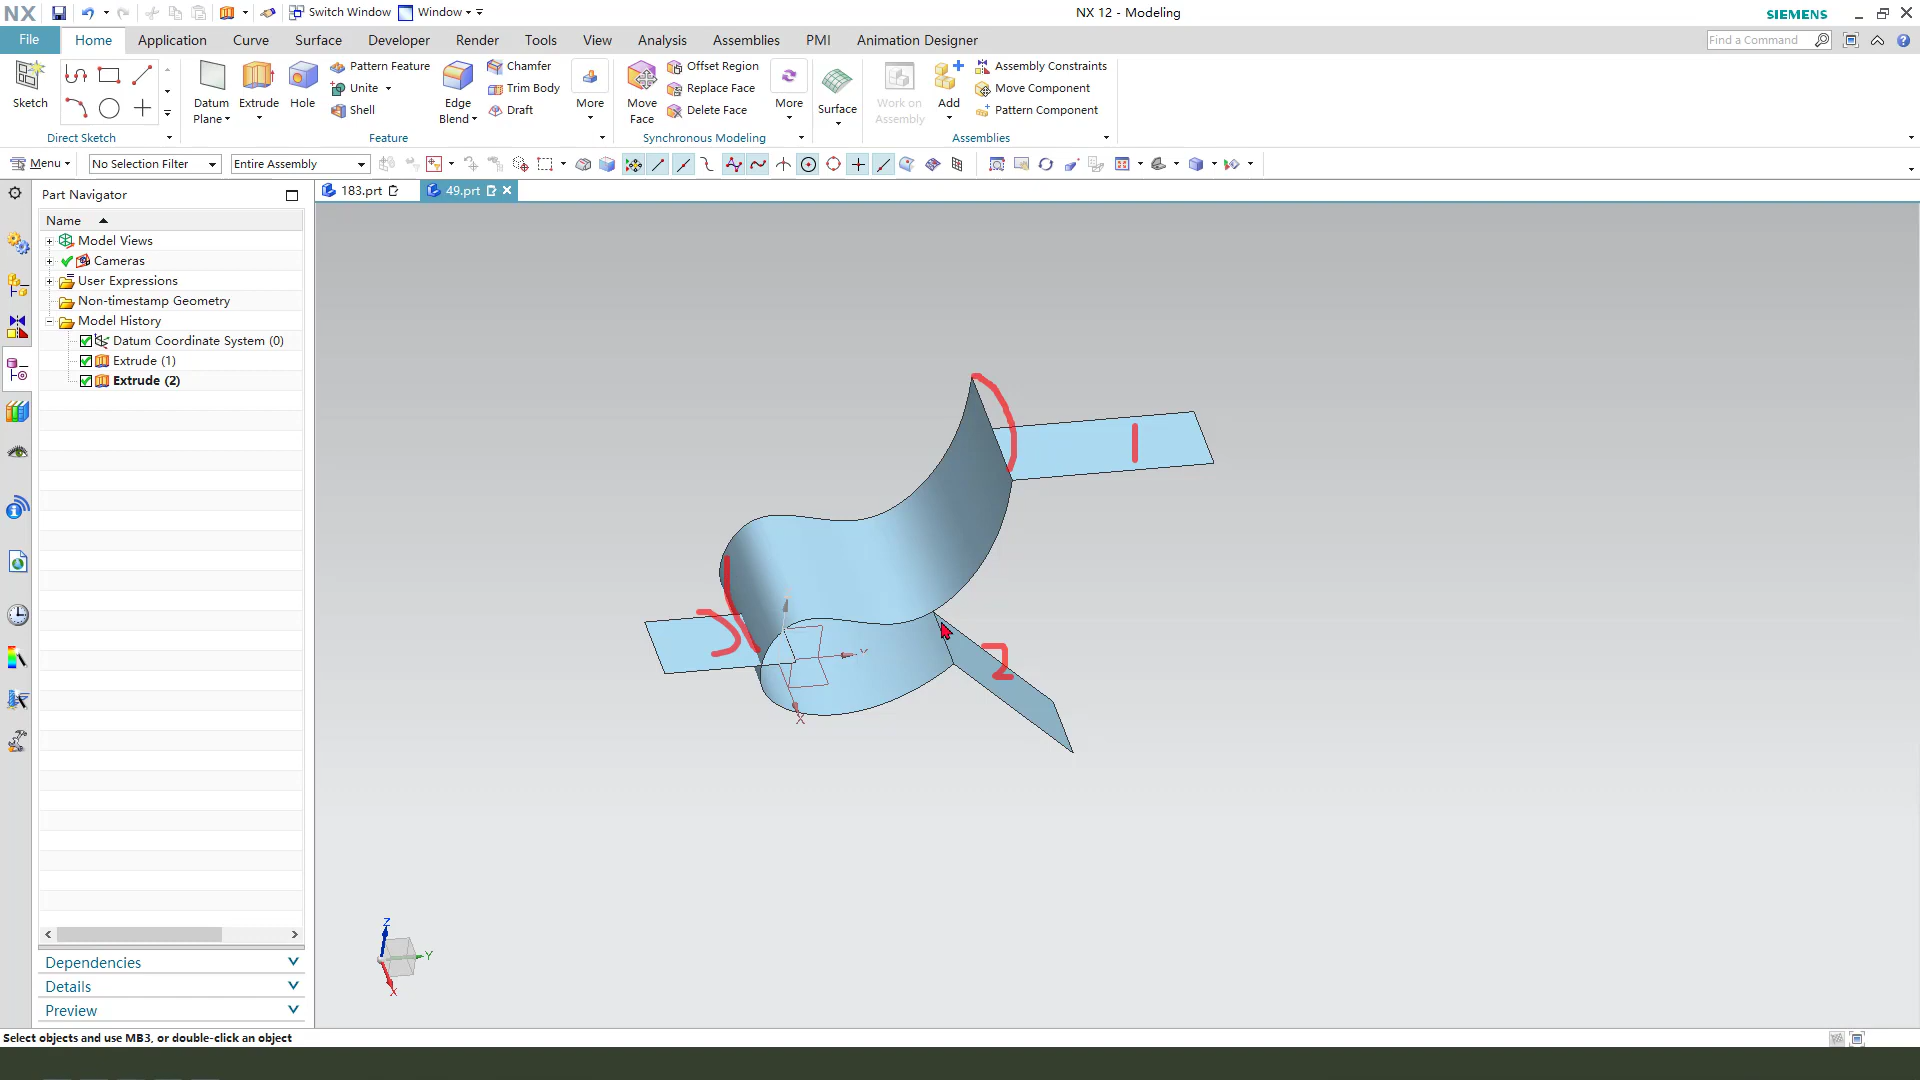 NX
Switch Window
Window
NX 12 - Modeling
SIEMENS
File
Home
Application
Curve
Surface
Developer
Render
Tools
View
Analysis
Assemblies
PMI
Animation Designer
Find a Command
Sketch
Direct Sketch
Datum Plane
Extrude
Hole
Pattern Feature
Unite
Shell
Edge Blend
Chamfer
Trim Body
Draft
More
Feature
Move Face
Offset Region
Replace Face
Delete Face
More
Synchronous Modeling
Surface
Work on Assembly
Add
Assembly Constraints
Move Component
Pattern Component
Assemblies
Menu
No Selection Filter
Entire Assembly
Part Navigator
183.prt
49.prt
Name
Model Views
Cameras
User Expressions
Non-timestamp Geometry
Model History
Datum Coordinate System (0)
Extrude (1)
Extrude (2)
1
2
Y
X
Z
Y
X
Dependencies
Details
Preview
Select objects and use MB3, or double-click an object